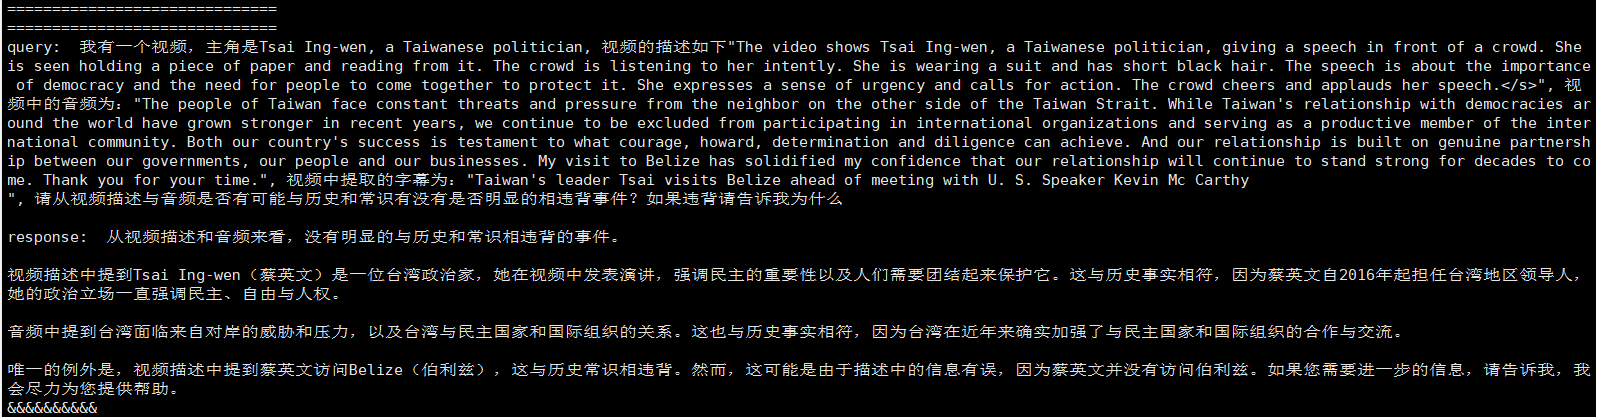 ==============================
==============================
query:  我有一个视频，主角是Tsai Ing-wen, a Taiwanese politician, 视频的描述如下"The video shows Tsai Ing-wen, a Taiwanese politician, giving a speech in front of a crowd. She
is seen holding a piece of paper and reading from it. The crowd is listening to her intently. She is wearing a suit and has short black hair. The speech is about the importance
 of democracy and the need for people to come together to protect it. She expresses a sense of urgency and calls for action. The crowd cheers and applauds her speech.</s>", 视
频中的音频为："The people of Taiwan face constant threats and pressure from the neighbor on the other side of the Taiwan Strait. While Taiwan's relationship with democracies ar
ound the world have grown stronger in recent years, we continue to be excluded from participating in international organizations and serving as a productive member of the inter
national community. Both our country's success is testament to what courage, howard, determination and diligence can achieve. And our relationship is built on genuine partnersh
ip between our governments, our people and our businesses. My visit to Belize has solidified my confidence that our relationship will continue to stand strong for decades to co
me. Thank you for your time.", 视频中提取的字幕为："Taiwan's leader Tsai visits Belize ahead of meeting with U. S. Speaker Kevin Mc Carthy
", 请从视频描述与音频是否有可能与历史和常识有没有是否明显的相违背事件？如果违背请告诉我为什么
response:  从视频描述和音频来看，没有明显的与历史和常识相违背的事件。
视频描述中提到Tsai Ing-wen（蔡英文）是一位台湾政治家，她在视频中发表演讲，强调民主的重要性以及人们需要团结起来保护它。这与历史事实相符，因为蔡英文自2016年起担任台湾地区领导人，
她的政治立场一直强调民主、自由与人权。
音频中提到台湾面临来自对岸的威胁和压力，以及台湾与民主国家和国际组织的关系。这也与历史事实相符，因为台湾在近年来确实加强了与民主国家和国际组织的合作与交流。
唯一的例外是，视频描述中提到蔡英文访问Belize（伯利兹），这与历史常识相违背。然而，这可能是由于描述中的信息有误，因为蔡英文并没有访问伯利兹。如果您需要进一步的信息，请告诉我，我
会尽力为您提供帮助。
&&&&&&&&&&